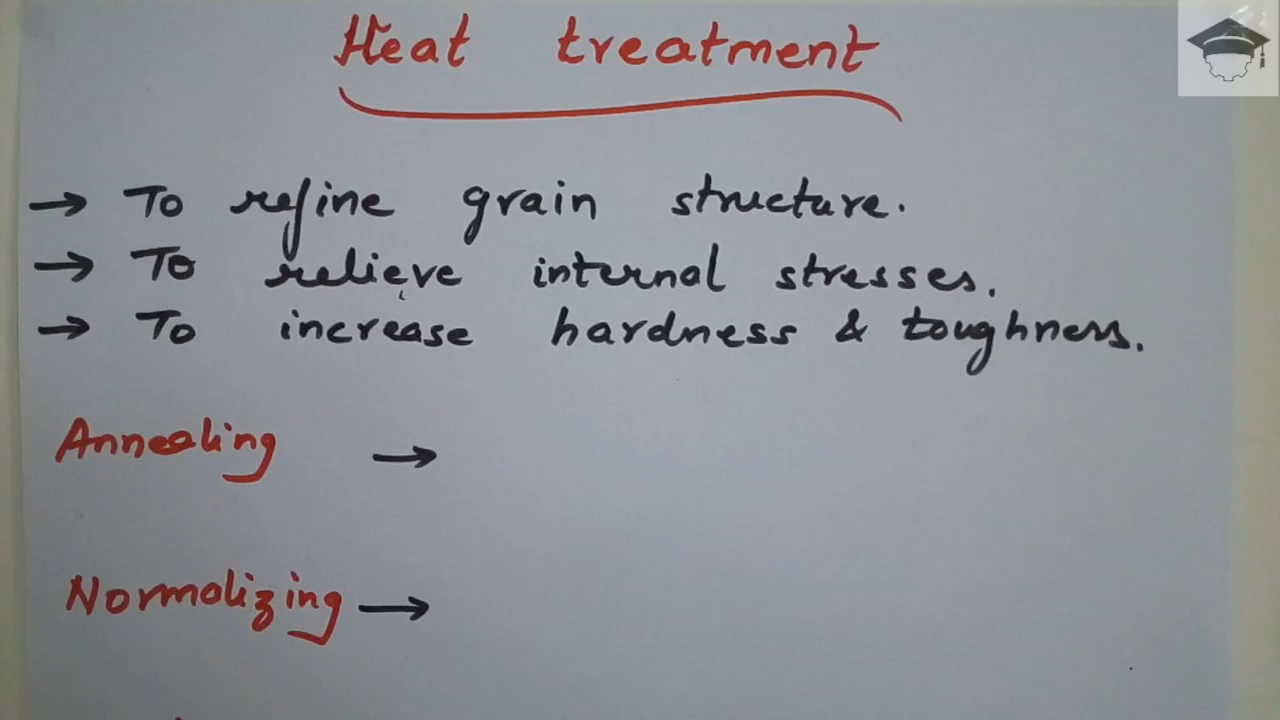 Heat treatment
→ To refine grain structure.
→ To relieve internal stresses.
→ To increase hardness & toughness.
Annealing →
Normalizing →